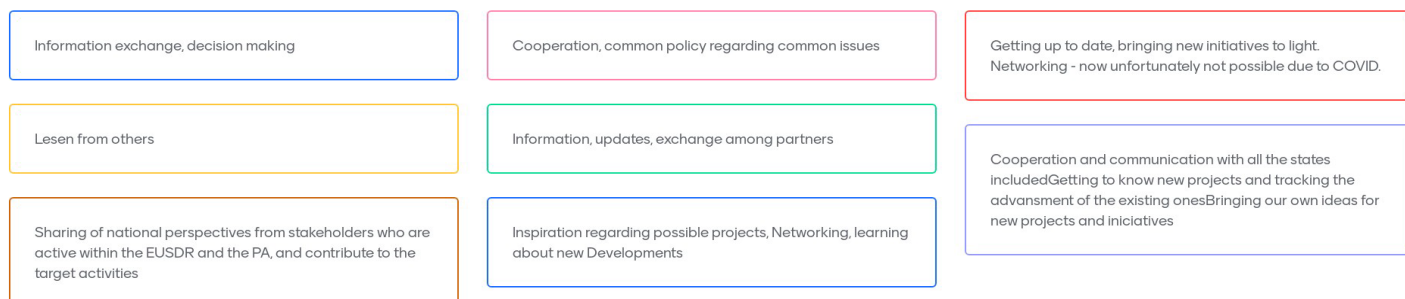 Information exchange, decision making
Lesen from others
Sharing of national perspectives from stakeholders who are
active within the EUSDR and the PA, and contribute to the
target activities
Cooperation, common policy regarding common issues
Information, updates, exchange among partners
Inspiration regarding possible projects, Networking, learning
about new Developments
Getting up to date, bringing new initiatives to light.
Networking - now unfortunately not possible due to COVID.
Cooperation and communication with all the states
includedGetting to know new projects and tracking the
advansment of the existing onesBringing our own ideas for
new projects and iniciatives